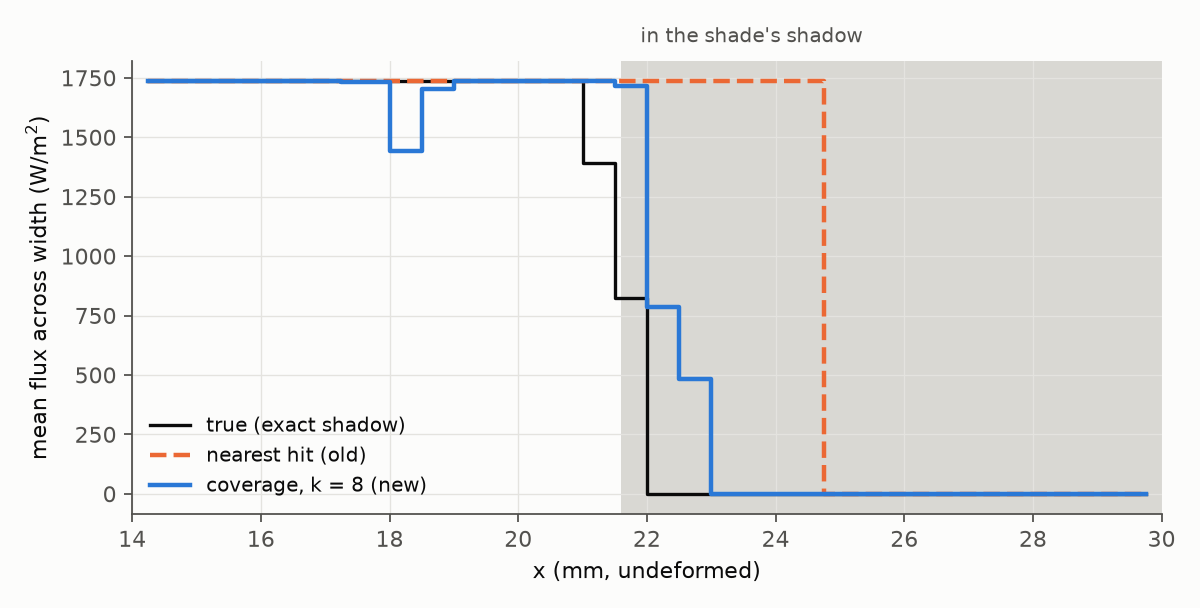 in the shade's shadow
mean flux across width (W/m²)
1750
1500
1250
1000
750
500
250
0
true (exact shadow)
nearest hit (old)
coverage, k = 8 (new)
14 16 18 20 22 24 26 28 30
x (mm, undeformed)